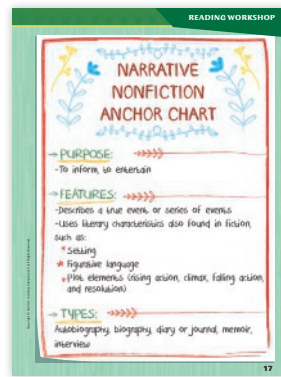 READING WORKSHOP
NARRATIVE
NONFICTION
ANCHOR CHART
PURPOSE:
-To inform, to entertain
FEATURES:
-Describes a true event or series of events
-Uses literary characteristics also found in fiction,
such as:
* Setting
* Figurative language
* Plot elements (rising action, climax, falling action,
and resolution)
TYPES:
Autobiography, biography, diary or journal, memoir,
interview
17